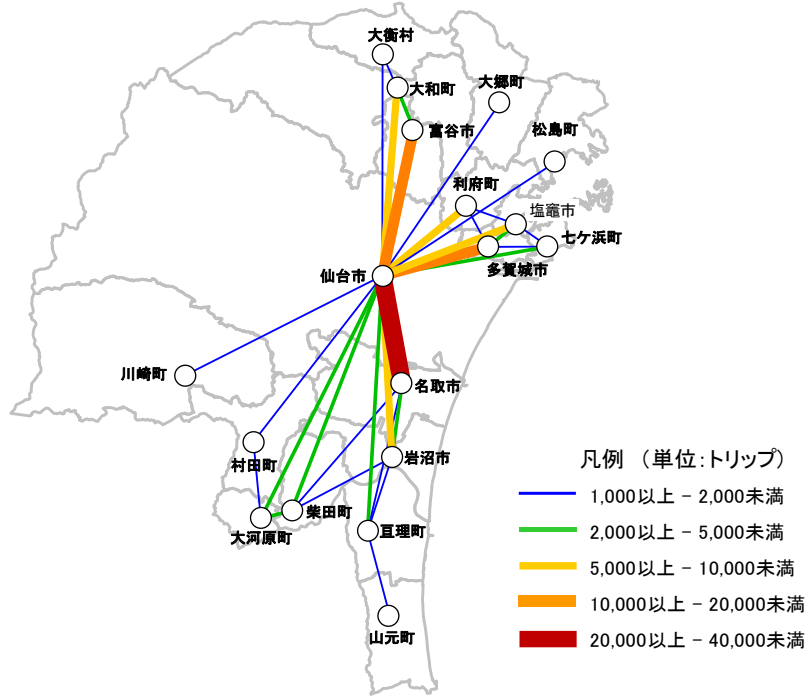 大衡村
大和町
大郷町
富谷市
松島町
利府町
塩竈市
七ケ浜町
多賀城市
仙台市
川崎町
名取市
村田町
岩沼市
柴田町
大河原町
亘理町
山元町
凡例 （単位:トリップ）
1,000以上 − 2,000未満
2,000以上 − 5,000未満
5,000以上 − 10,000未満
10,000以上 − 20,000未満
20,000以上 − 40,000未満